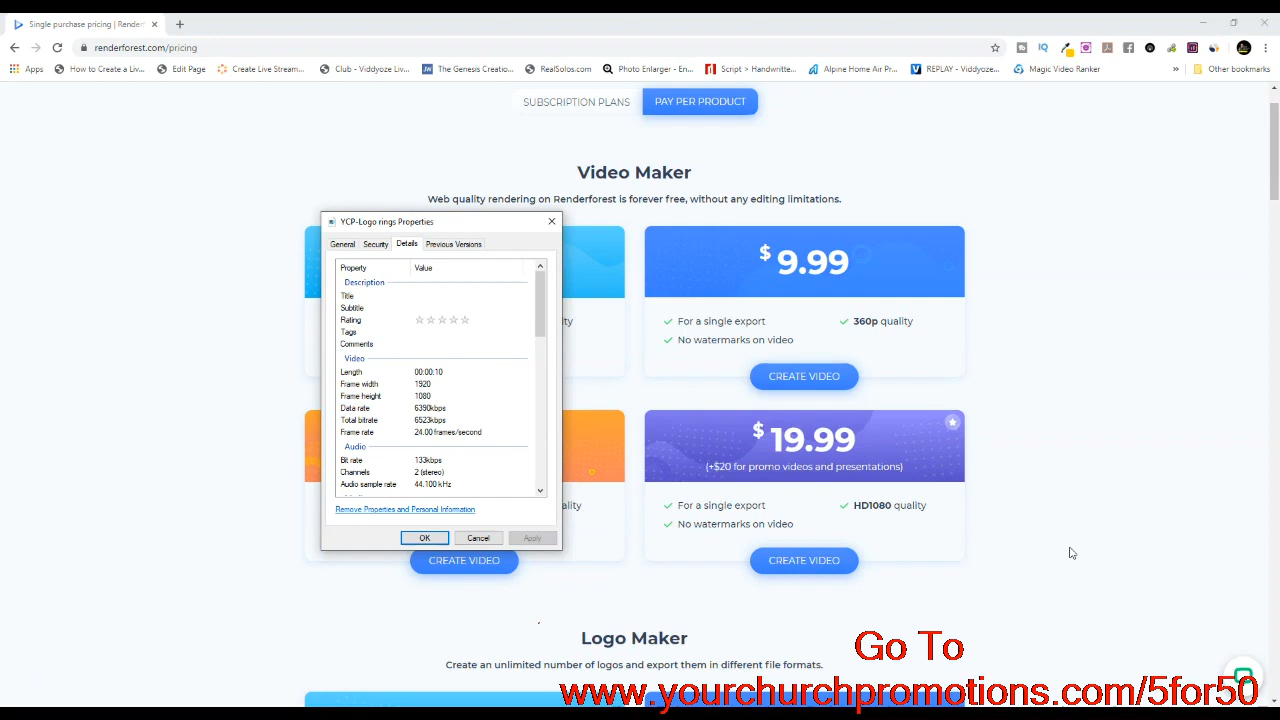 Single purchase pricing | Render
renderforest.com/pricing
Apps
How to Create a Liv...
Edit Page
Create Live Stream...
Club - Viddyoze Liv...
The Genesis Creatio...
RealSolos.com
Photo Enlarger - En...
Script > Handwritte...
Alpine Home Air Pr...
REPLAY - Viddyoze...
Magic Video Ranker
»
Other bookmarks
SUBSCRIPTION PLANS
PAY PER PRODUCT
Video Maker
Web quality rendering on Renderforest is forever free, without any editing limitations.
YCP-Logo rings Properties
General Security Details Previous Versions
Property Value
Description
Title
Subtitle
Rating
Tags
Comments
Video
Length 00:00:10
Frame width 1920
Frame height 1080
Data rate 6390kbps
Total bitrate 6523kbps
Frame rate 24.00 frames/second
Audio
Bit rate 133kbps
Channels 2 (stereo)
Audio sample rate 44.100 kHz
Remove Properties and Personal Information
OK Cancel Apply
CREATE VIDEO
$ 9.99
For a single export
360p quality
No watermarks on video
CREATE VIDEO
$ 19.99
(+$20 for promo videos and presentations)
For a single export
HD1080 quality
No watermarks on video
CREATE VIDEO
Logo Maker
Create an unlimited number of logos and export them in different file formats.
Go To
www.yourchurchpromotions.com/5for50